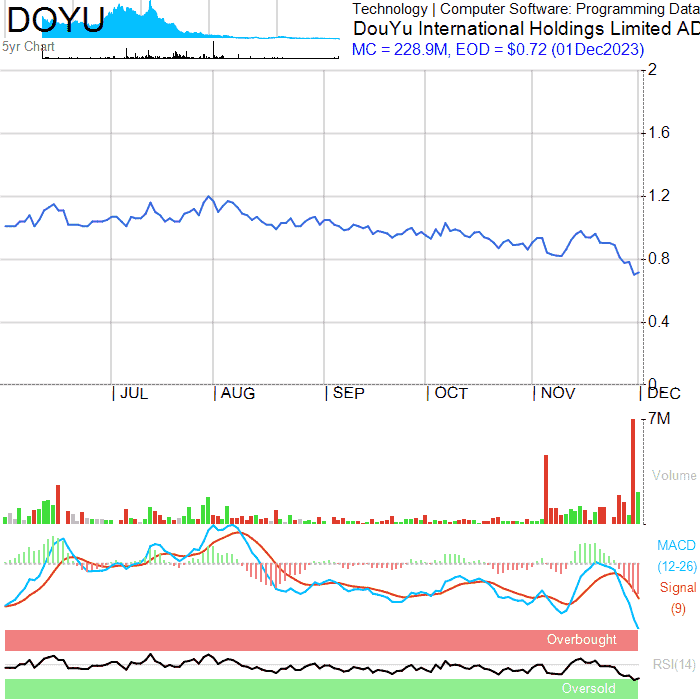 DOYU
5yr Chart
Technology | Computer Software: Programming Data
DouYu International Holdings Limited AD
MC = 228.9M, EOD = $0.72 (01Dec2023)
2
1.6
1.2
0.8
0.4
0
| JUL | AUG | SEP | OCT | NOV | DEC
7M
Volume
MACD
(12-26)
Signal
(9)
Overbought
RSI(14)
Oversold